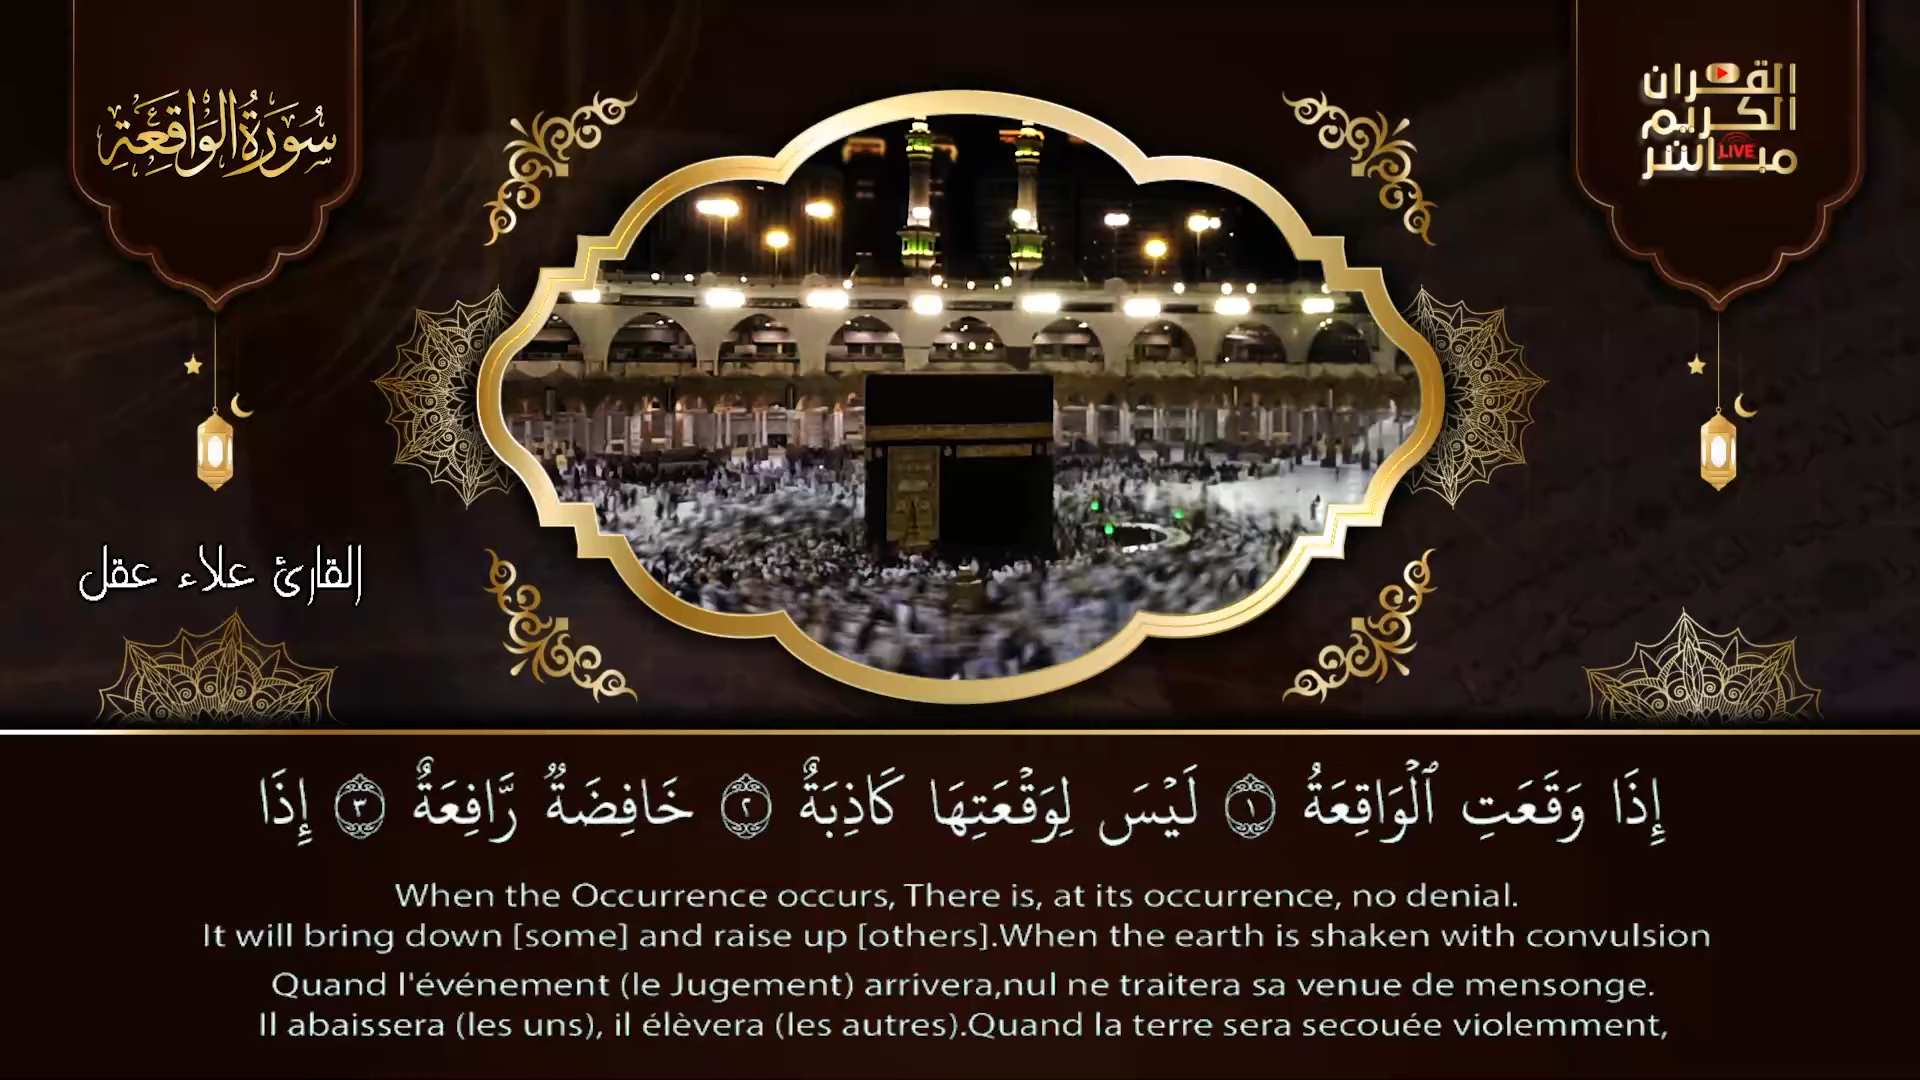 سُورَةُ الوَاقِعَةِ
القران
الكريم
مباشر
LIVE
القارئ علاء عقل
إِذَا وَقَعَتِ ٱلْوَاقِعَةُ ١ لَيْسَ لِوَقْعَتِهَا كَاذِبَةٌ ٢ خَافِضَةٌ رَّافِعَةٌ ٣ إِذَا
When the Occurrence occurs, There is, at its occurrence, no denial.
It will bring down [some] and raise up [others].When the earth is shaken with convulsion
Quand l'événement (le Jugement) arrivera,nul ne traitera sa venue de mensonge.
Il abaissera (les uns), il élèvera (les autres).Quand la terre sera secouée violemment,